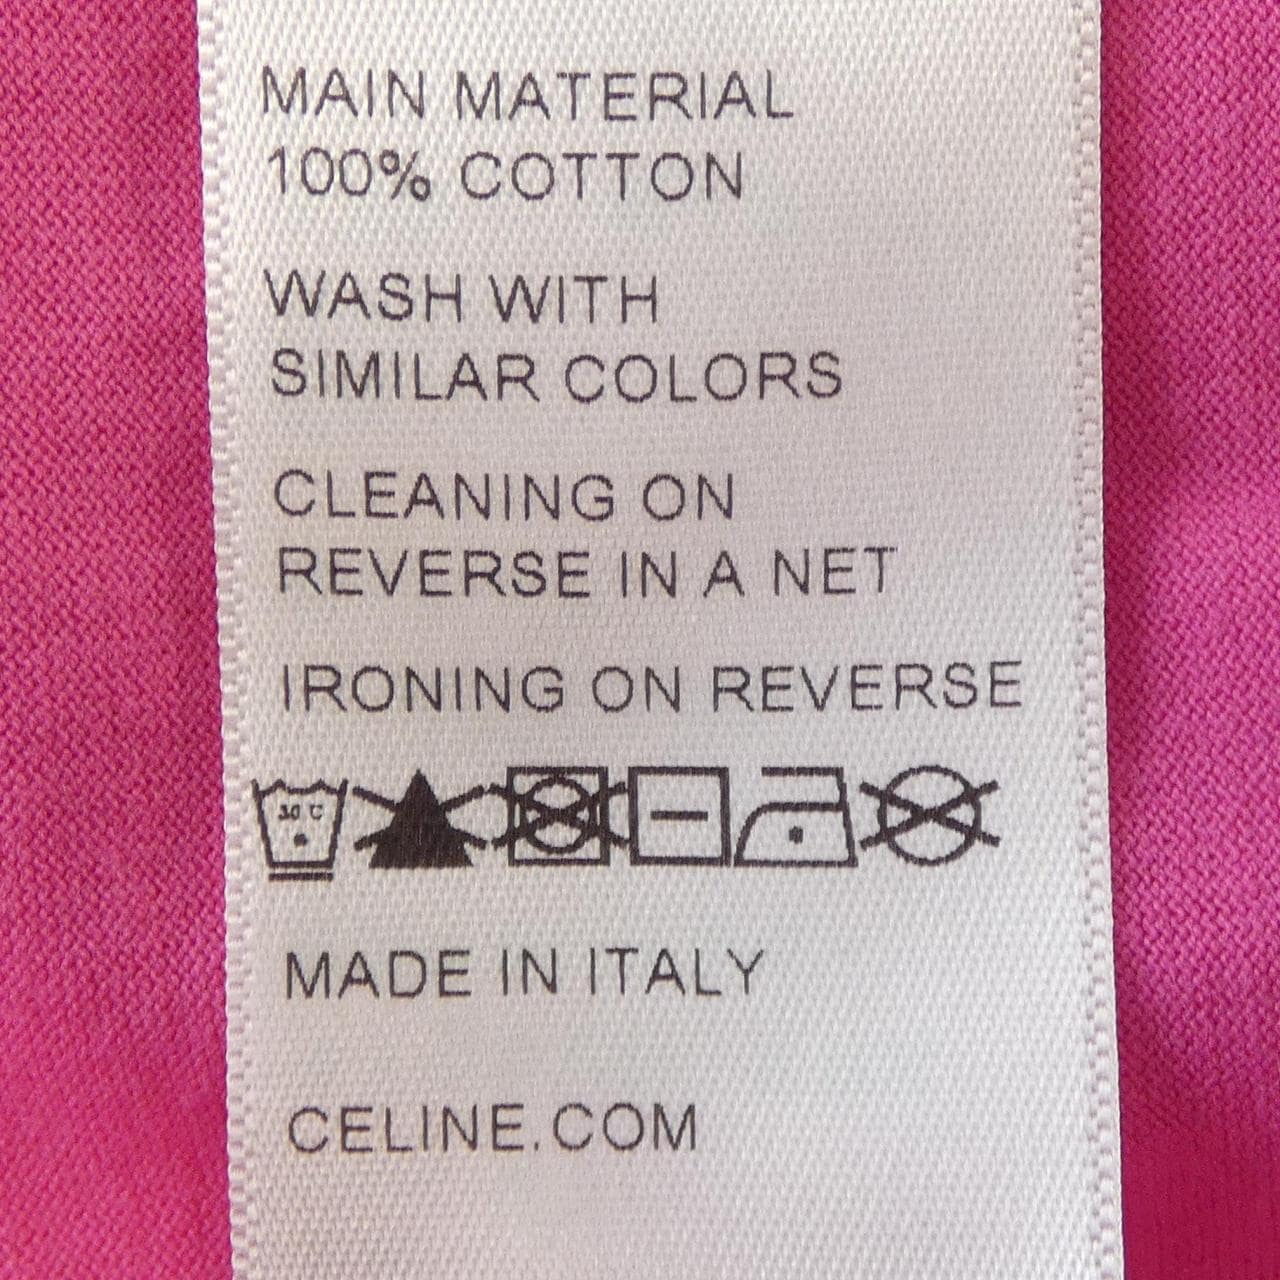 MAIN MATERIAL
100% COTTON
WASH WITH
SIMILAR COLORS
CLEANING ON
REVERSE IN A NET
IRONING ON REVERSE
30 C
MADE IN ITALY
CELINE.COM